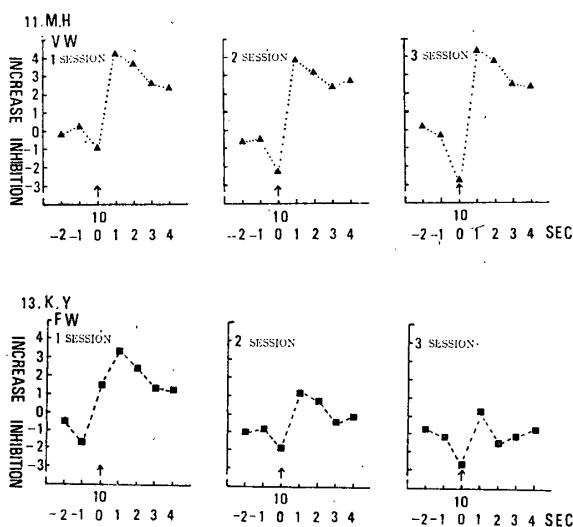 11. M.H
VW
1 SESSION
2 SESSION
3 SESSION
INCREASE
INHIBITION
4
3
2
1
0
-1
-2
-3
10
10
10
-2 -1 0 1 2 3 4
-2 -1 0 1 2 3 4
-2 -1 0 1 2 3 4 SEC
13. K.Y
FW
1 SESSION
2 SESSION
3 SESSION
INCREASE
INHIBITION
4
3
2
1
0
-1
-2
-3
10
10
10
-2 -1 0 1 2 3 4
-2 -1 0 1 2 3 4
-2 -1 0 1 2 3 4 SEC